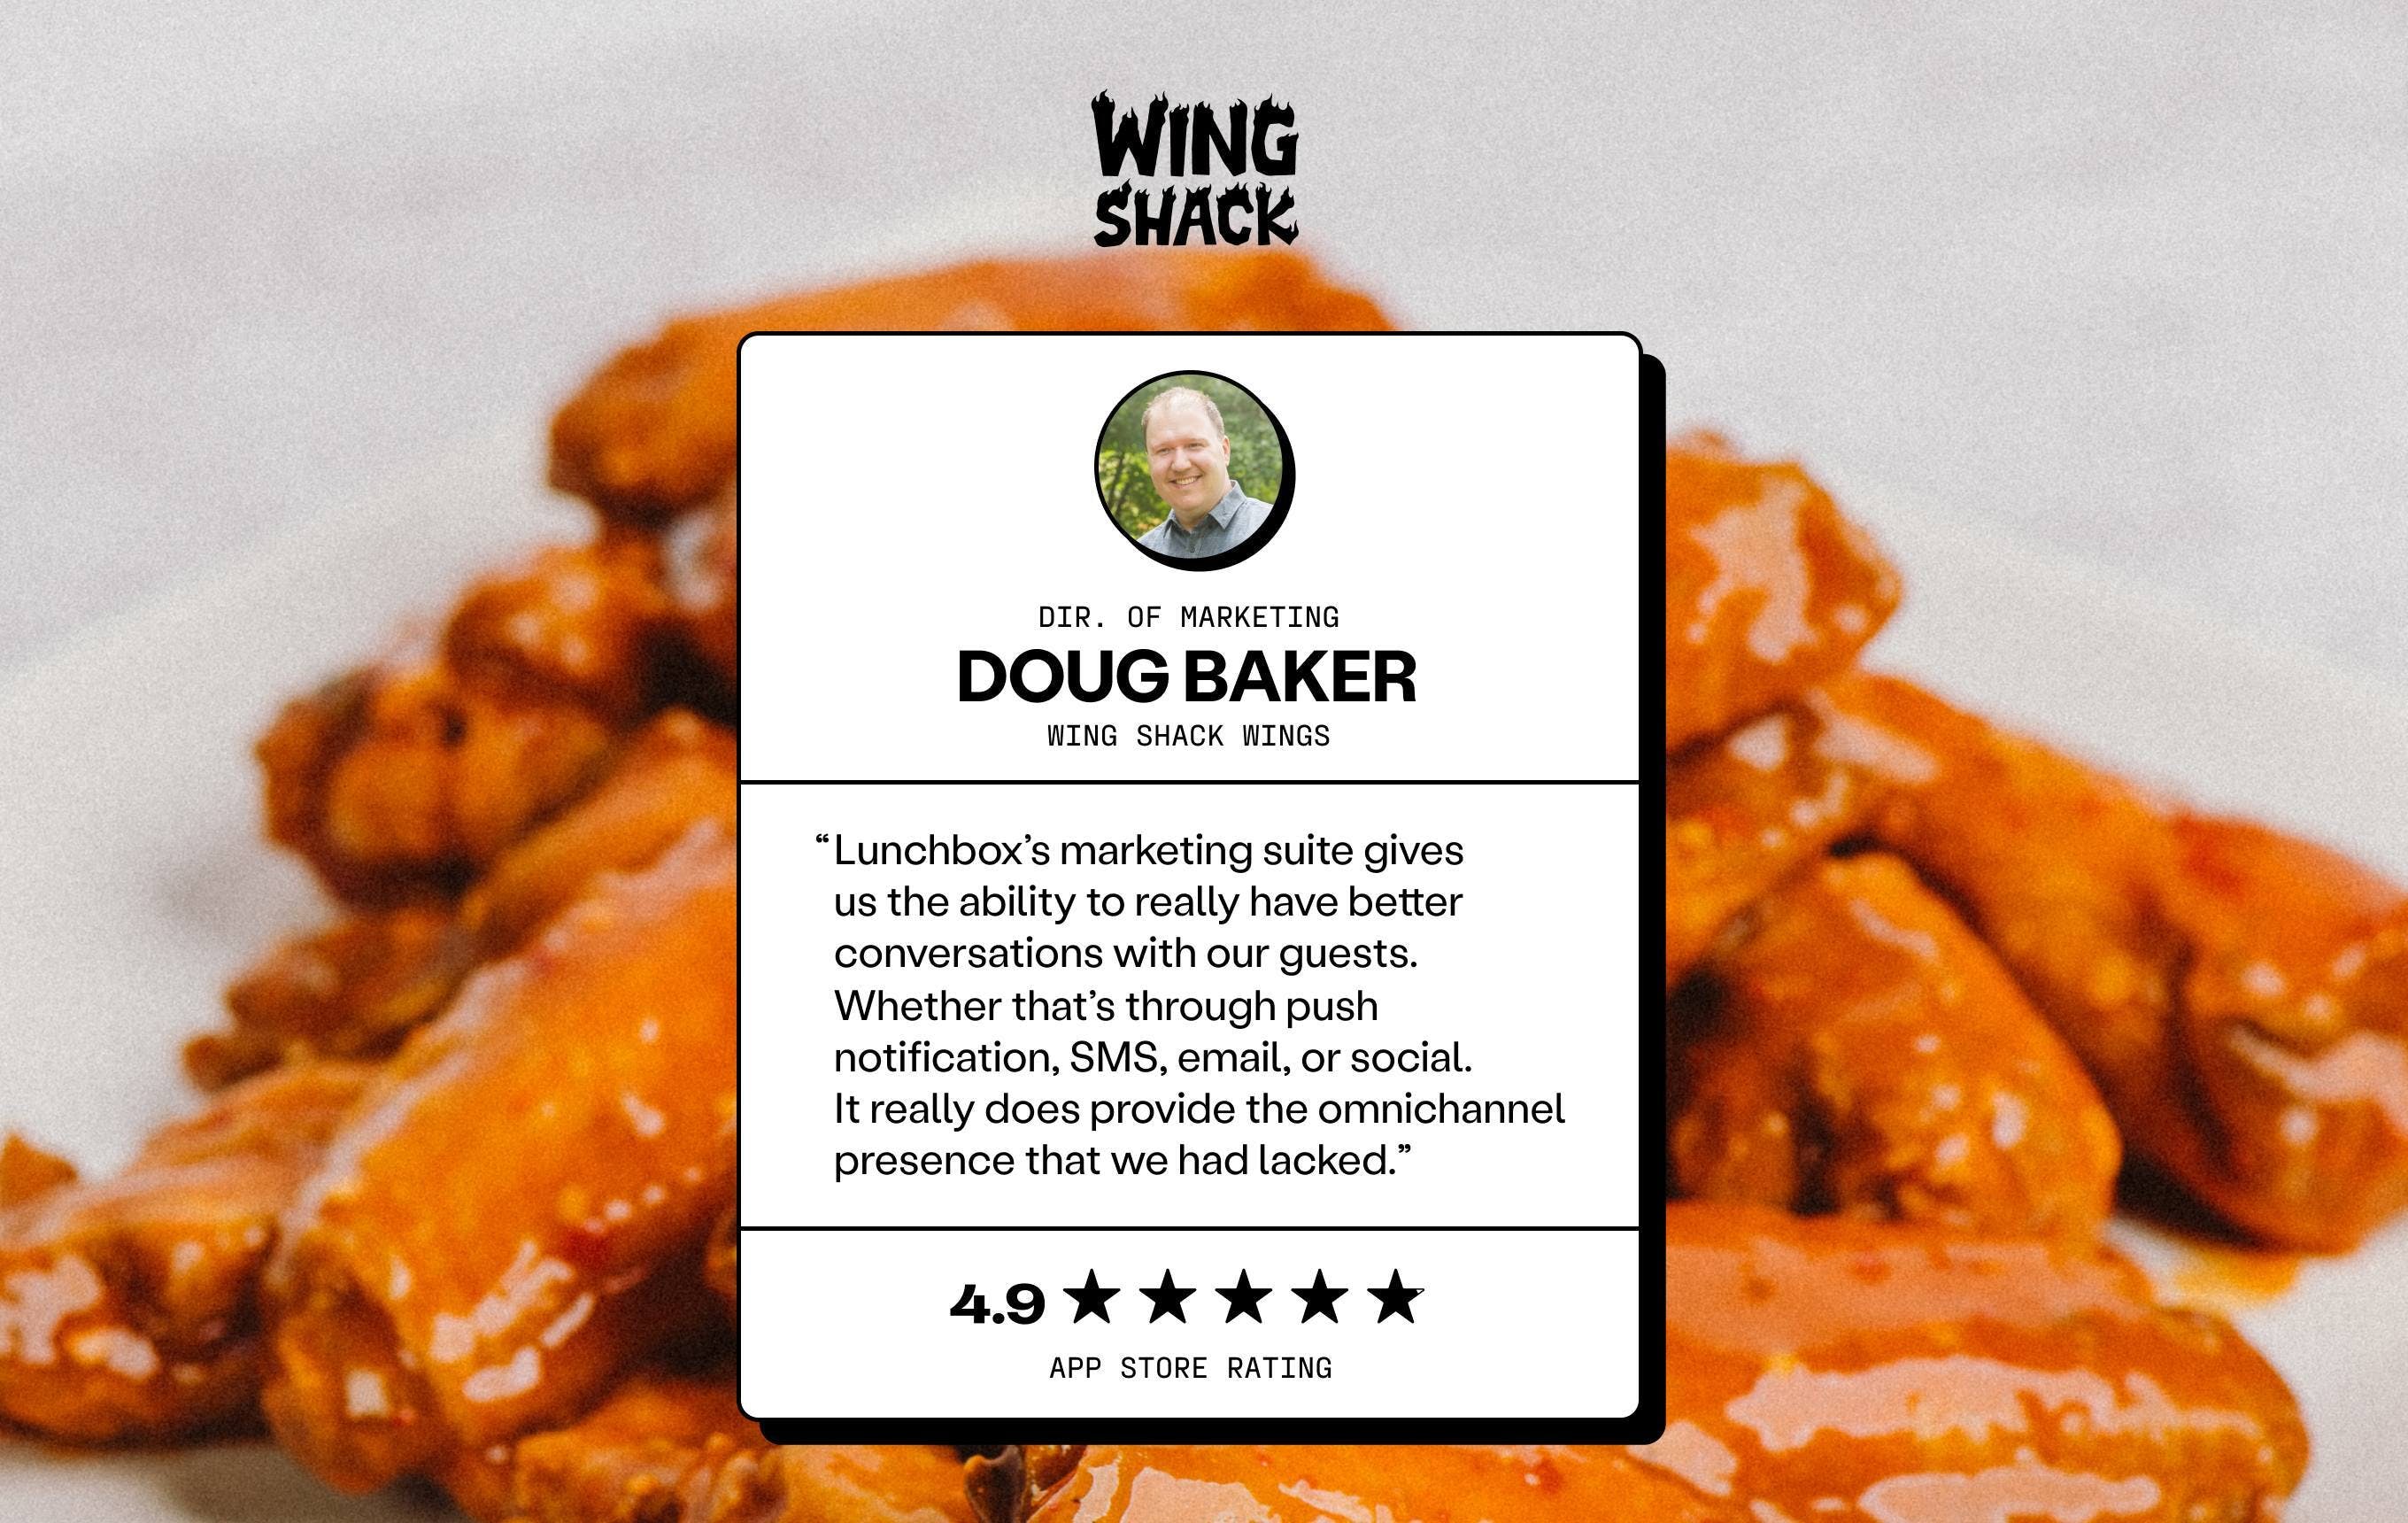 WING
SHACK
DIR. OF MARKETING
DOUG BAKER
WING SHACK WINGS
“Lunchbox’s marketing suite gives
us the ability to really have better
conversations with our guests.
Whether that’s through push
notification, SMS, email, or social.
It really does provide the omnichannel
presence that we had lacked.”
4.9 ★★★★★
APP STORE RATING